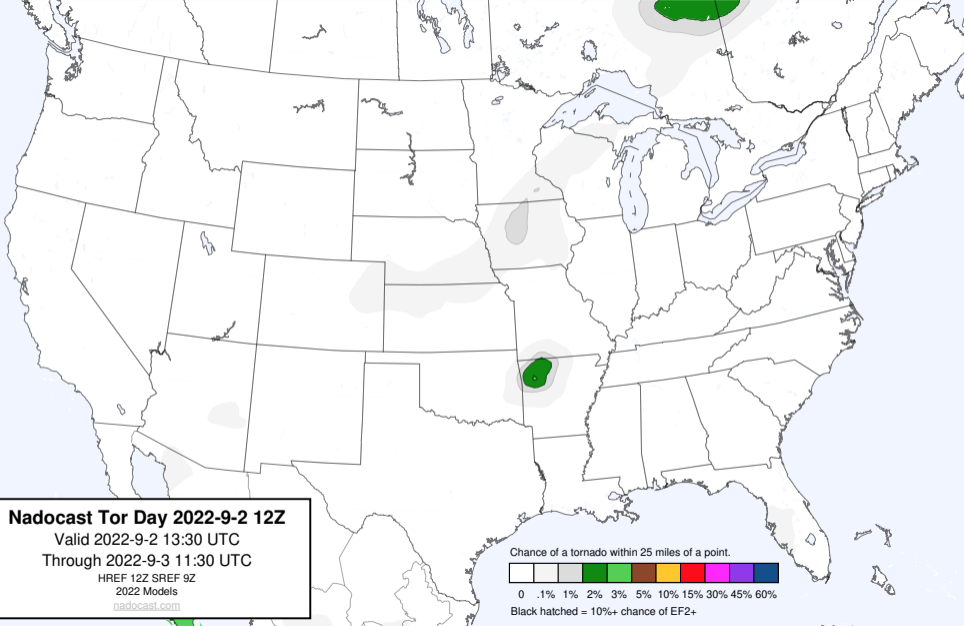 Nadocast Tor Day 2022-9-2 12Z
Valid 2022-9-2 13:30 UTC
Through 2022-9-3 11:30 UTC
HREF 12Z SREF 9Z
2022 Models
nadocast.com
Chance of a tornado within 25 miles of a point.
0 .1% 1% 2% 3% 5% 10% 15% 30% 45% 60%
Black hatched = 10%+ chance of EF2+